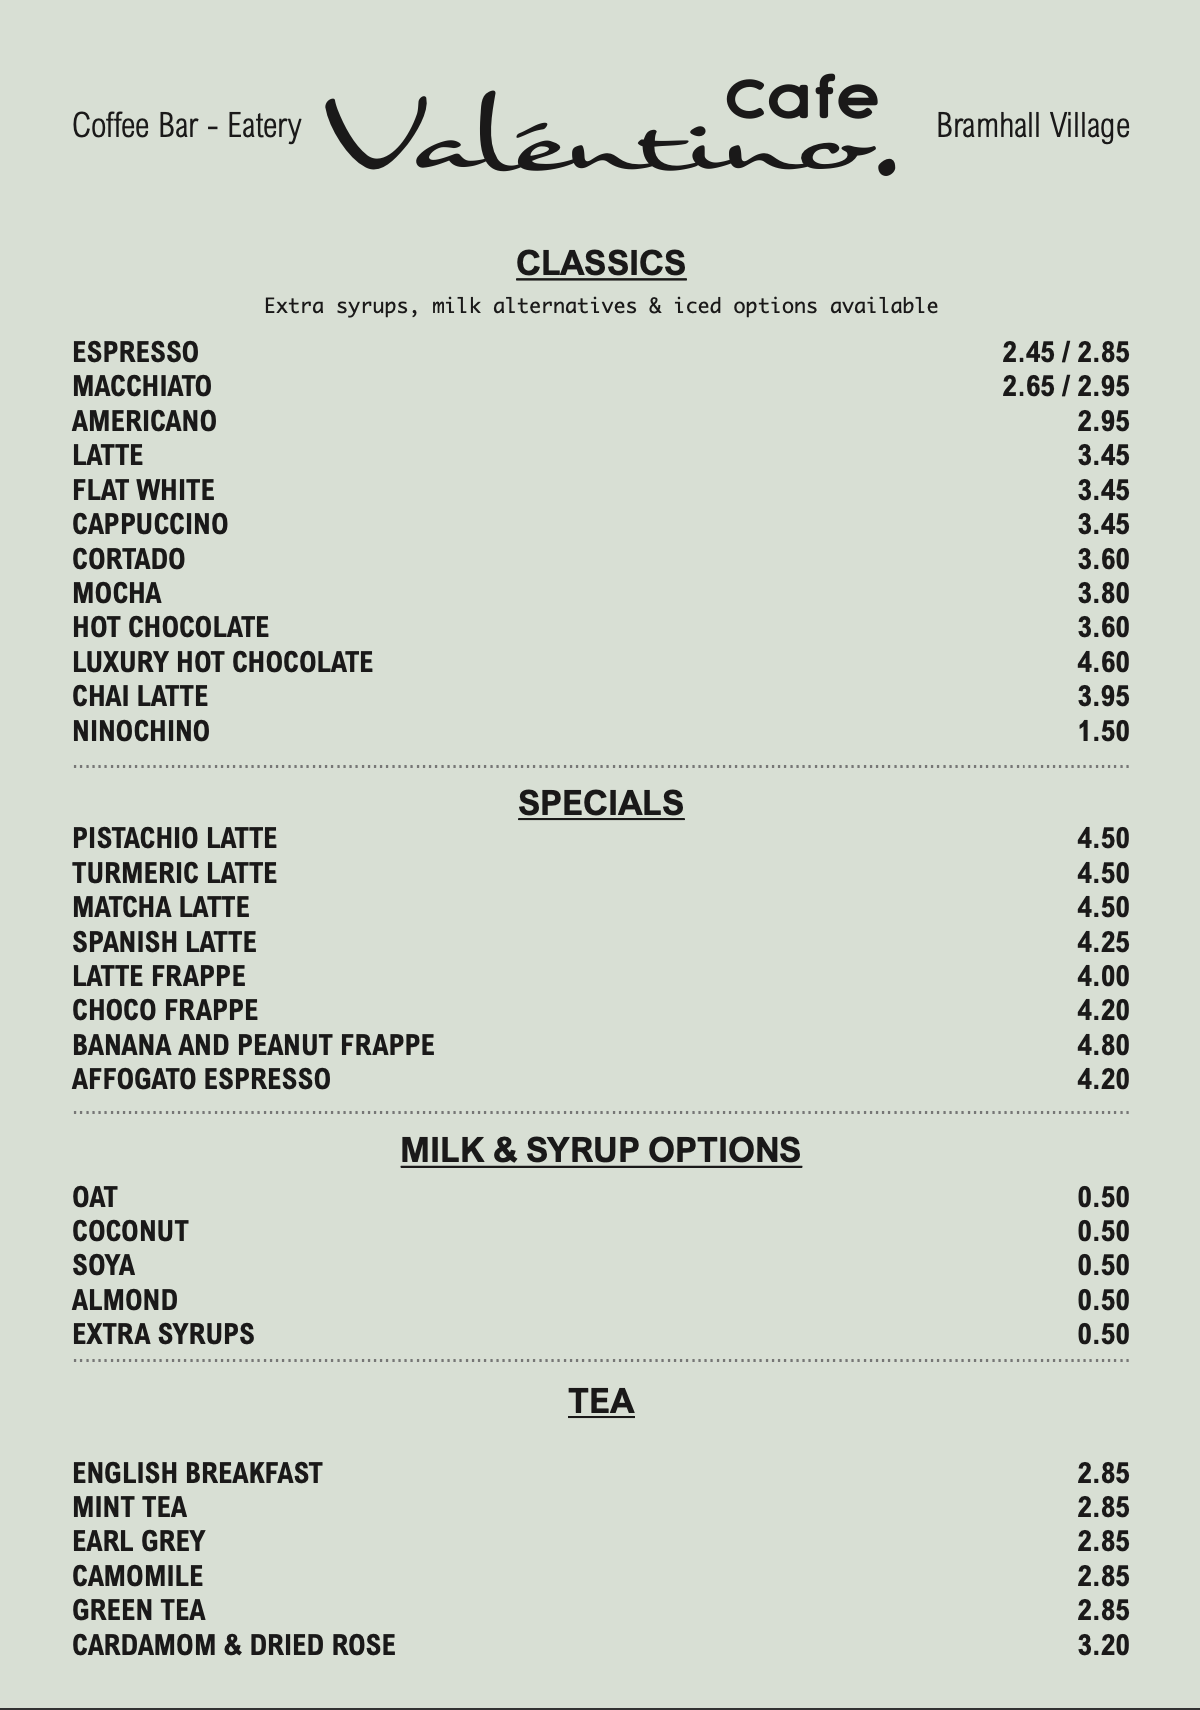 Coffee Bar - Eatery
Cafe
Valéntino.
Bramhall Village
CLASSICS
Extra syrups, milk alternatives & iced options available
ESPRESSO 2.45 / 2.85
MACCHIATO 2.65 / 2.95
AMERICANO 2.95
LATTE 3.45
FLAT WHITE 3.45
CAPPUCCINO 3.45
CORTADO 3.60
MOCHA 3.80
HOT CHOCOLATE 3.60
LUXURY HOT CHOCOLATE 4.60
CHAI LATTE 3.95
NINOCHINO 1.50
SPECIALS
PISTACHIO LATTE 4.50
TURMERIC LATTE 4.50
MATCHA LATTE 4.50
SPANISH LATTE 4.25
LATTE FRAPPE 4.00
CHOCO FRAPPE 4.20
BANANA AND PEANUT FRAPPE 4.80
AFFOGATO ESPRESSO 4.20
MILK & SYRUP OPTIONS
OAT 0.50
COCONUT 0.50
SOYA 0.50
ALMOND 0.50
EXTRA SYRUPS 0.50
TEA
ENGLISH BREAKFAST 2.85
MINT TEA 2.85
EARL GREY 2.85
CAMOMILE 2.85
GREEN TEA 2.85
CARDAMOM & DRIED ROSE 3.20